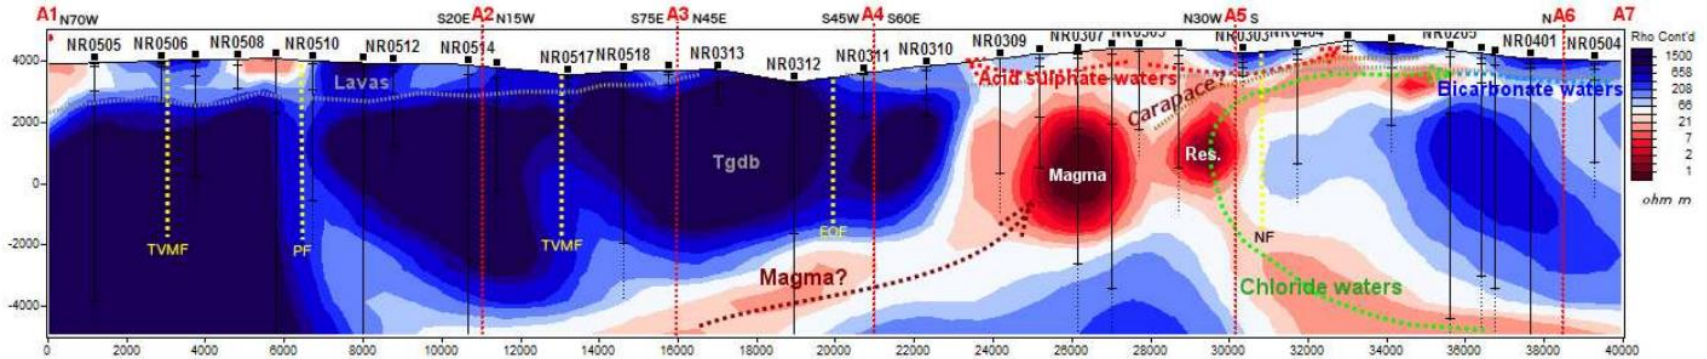 A1 N70W S20E A2 N15W S75E A3 N45E S45W A4 S60E N30W A5 S N A6 A7
NR0505 NR0506 NR0508 NR0510 NR0512 NR0514 NR0517 NR0518 NR0313 NR0312 NR0311 NR0310 NR0309 NR0307 NR0303 NR0404 NR0205 NR0401 NR0504
Rho Cont'd
1500
658
208
66
21
7
2
1
ohm m
4000
2000
0
-2000
-4000
Lavas
Acid sulphate waters
Bicarbonate waters
Carapace?
Tgdb
Magma
Res.
TVMF
PF
TVMF
EOF
NF
Magma?
Chloride waters
0 2000 4000 6000 8000 10000 12000 14000 16000 18000 20000 22000 24000 26000 28000 30000 32000 34000 36000 38000 40000